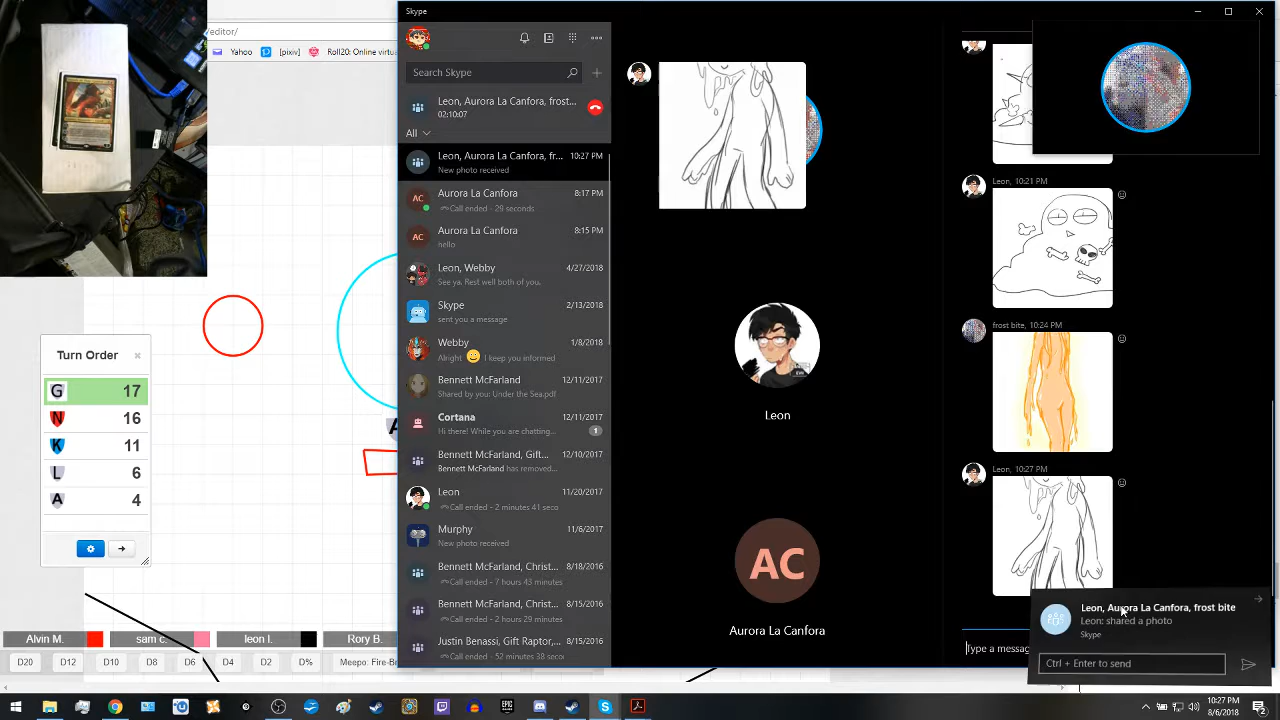 Skype
/editor/
Yahoo
[pixiv]
Roll20: Online virtua
Search Skype
Leon, Aurora La Canfora, frost...
02:10:07
All
Leon, Aurora La Canfora, fr...
10:27 PM
New photo received
AC
Aurora La Canfora
8:17 PM
Call ended - 29 seconds
AC
Aurora La Canfora
8:15 PM
hello
Leon, Webby
4/27/2018
See ya. Rest well both of you.
Skype
2/13/2018
sent you a message
Webby
1/8/2018
Alright 🙂 I keep you informed
Bennett McFarland
12/11/2017
Shared by you: Under the Sea.pdf
Cortana
12/11/2017
Hi there! While you are chatting...
1
Bennett McFarland, Gift...
12/10/2017
Bennett McFarland has removed...
Leon
11/20/2017
Call ended - 2 minutes 41 seco
Murphy
11/6/2017
New photo received
Bennett McFarland, Christ...
8/18/2016
Call ended - 7 hours 43 minutes
Bennett McFarland, Christ...
8/15/2016
Call ended - 2 hours 29 minutes
Justin Benassi, Gift Raptor,...
8/15/2016
Call ended - 52 minutes 38 seco
Leon
AC
Aurora La Canfora
Leon, 10:21 PM
frost bite, 10:24 PM
Leon, 10:27 PM
Type a messag
Leon, Aurora La Canfora, frost bite
Leon: shared a photo
Skype
Ctrl + Enter to send
Turn Order
G 17
N 16
K 11
I 6
A 4
A
Alvin M.
sam c.
leon l.
Rory B.
D20
D12
D10
D8
D6
D4
D2
D%
Meepo: Fire-Br
EPIC
10:27 PM
8/6/2018
2